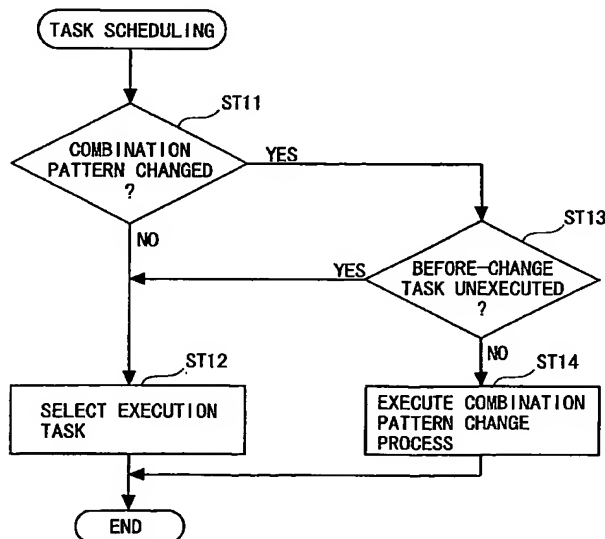 TASK SCHEDULING
ST11
COMBINATION
PATTERN CHANGED
?
YES
NO
ST13
BEFORE-CHANGE
TASK UNEXECUTED
?
YES
NO
ST12
SELECT EXECUTION
TASK
ST14
EXECUTE COMBINATION
PATTERN CHANGE
PROCESS
END